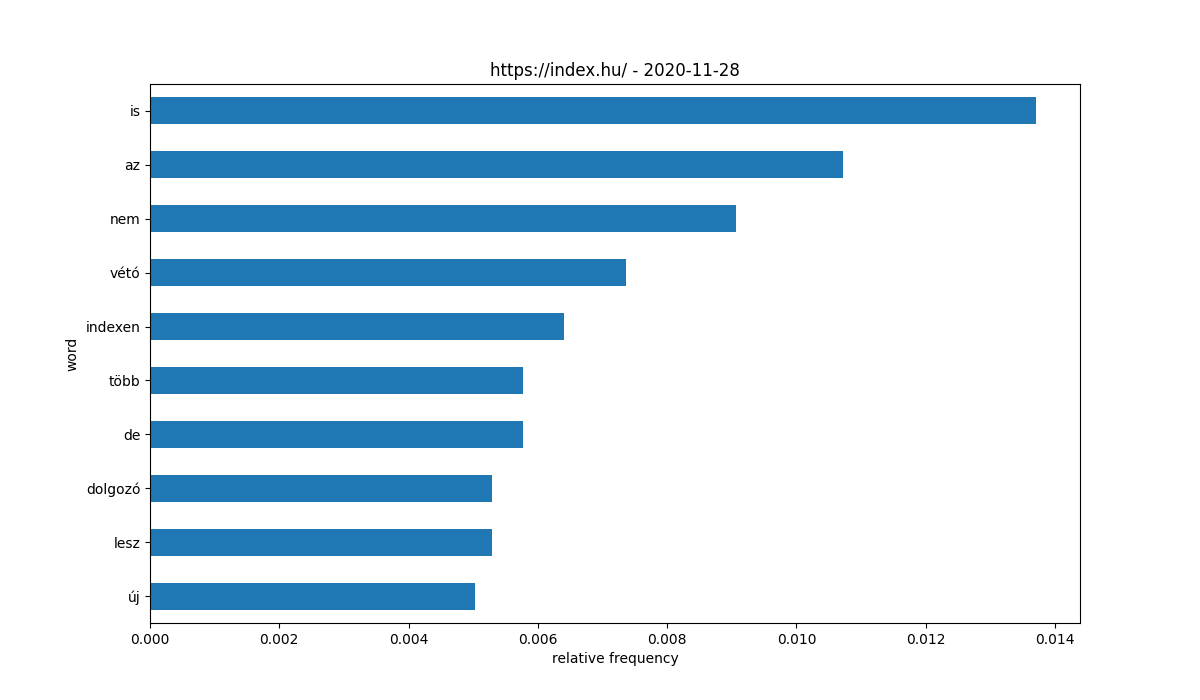 https://index.hu/ - 2020-11-28
is
az
nem
vétó
indexen
több
de
dolgozó
lesz
új
word
0.000 0.002 0.004 0.006 0.008 0.010 0.012 0.014
relative frequency